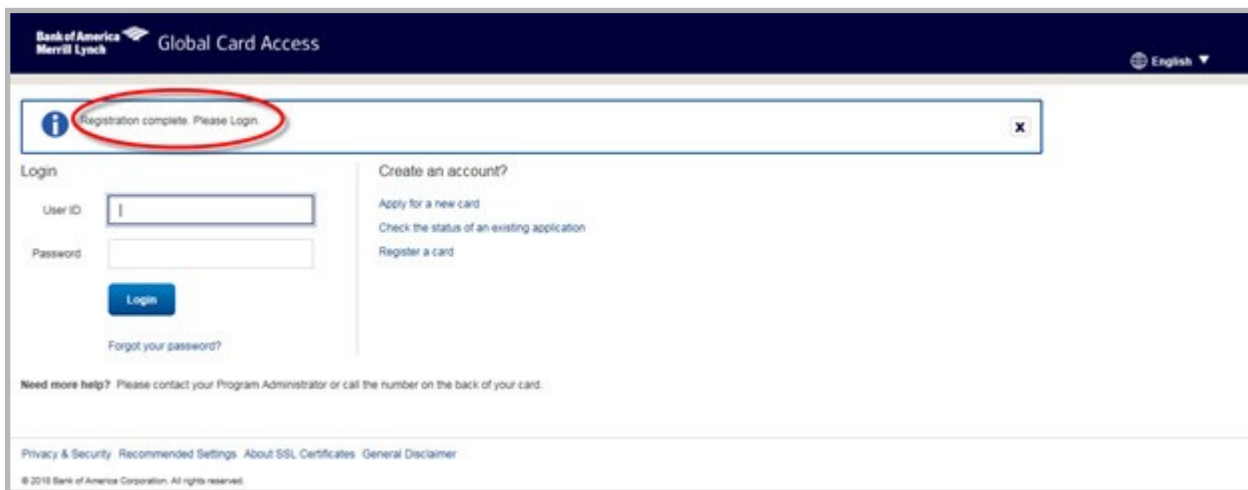 Bank of America
Merrill Lynch
Global Card Access
English
Registration complete. Please Login.
x
Login
User ID
Password
Login
Forgot your password?
Create an account?
Apply for a new card
Check the status of an existing application
Register a card
Need more help? Please contact your Program Administrator or call the number on the back of your card.
Privacy & Security Recommended Settings About SSL Certificates General Disclaimer
© 2016 Bank of America Corporation. All rights reserved.